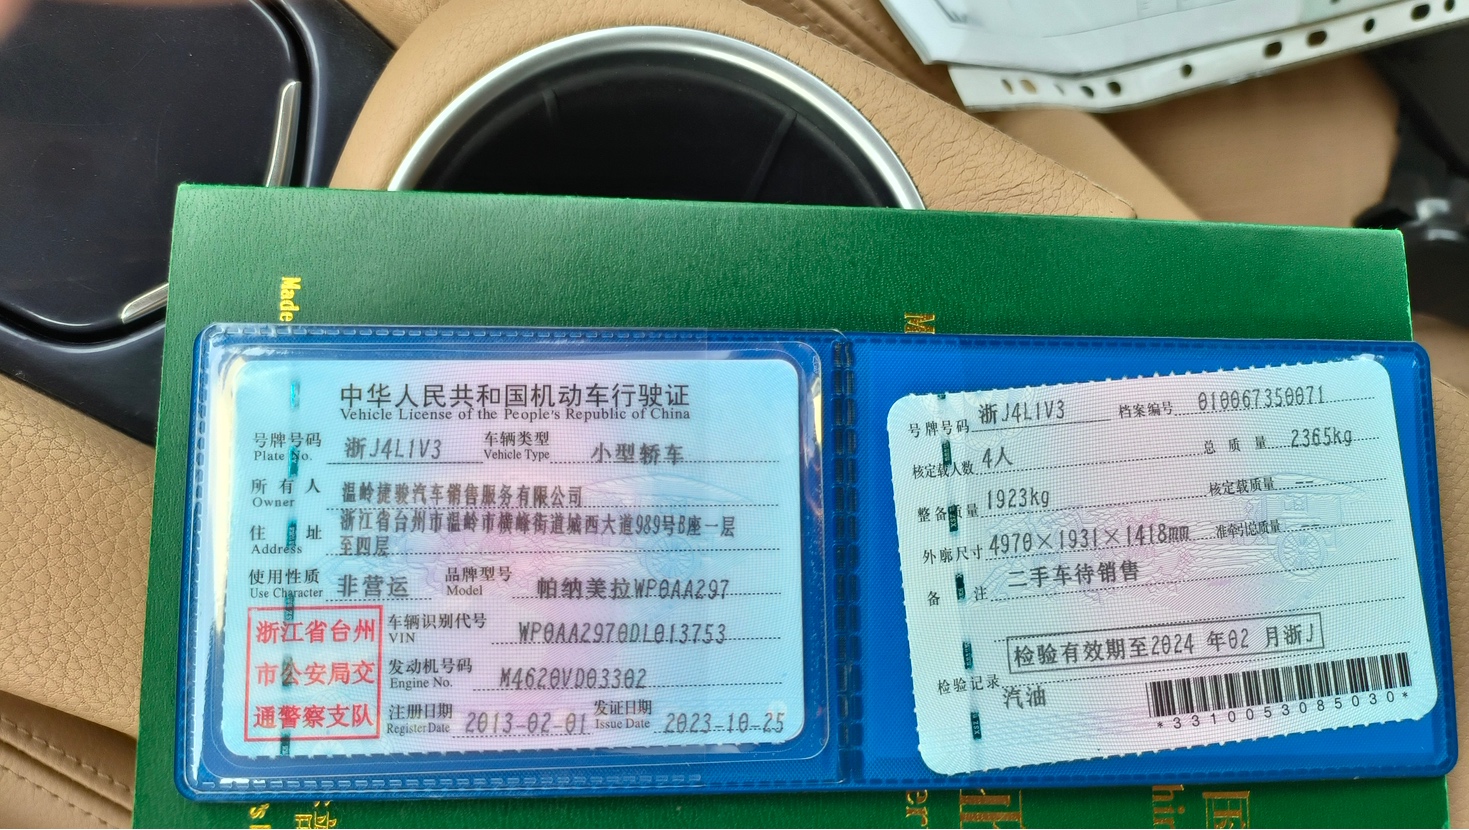 Made
M
中华人民共和国机动车行驶证
Vehicle License of the People's Republic of China
号牌号码 浙J4L1V3 车辆类型 小型轿车
Plate No. Vehicle Type
所有人 温岭捷骏汽车销售服务有限公司
Owner
住址 浙江省台州市温岭市横峰街道城西大道989号B座一层
Address 至四层
使用性质 非营运 品牌型号 帕纳美拉WP0AA297
Use Character Model
浙江省台州
市公安局交
通警察支队
车辆识别代号 WP0AA2970DL013753
VIN
发动机号码 M4620VD03302
Engine No.
注册日期 2013-02-01 发证日期 2023-10-25
Register Date Issue Date
号牌号码 浙J4L1V3 档案编号 010067350071
核定载人数 4人 总质量 2365kg
整备质量 1923kg 核定载质量 --
外廓尺寸 4970×1931×1418mm 准牵引总质量 --
备注 二手车待销售
检验有效期至2024 年02 月浙J
检验记录 汽油
*3310053085030*
er